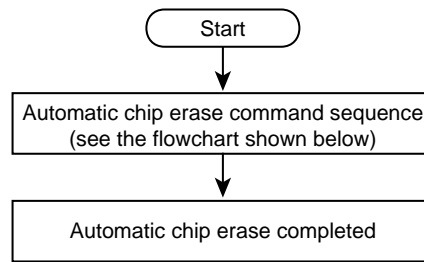 Start
Automatic chip erase command sequence
(see the flowchart shown below)
Automatic chip erase completed